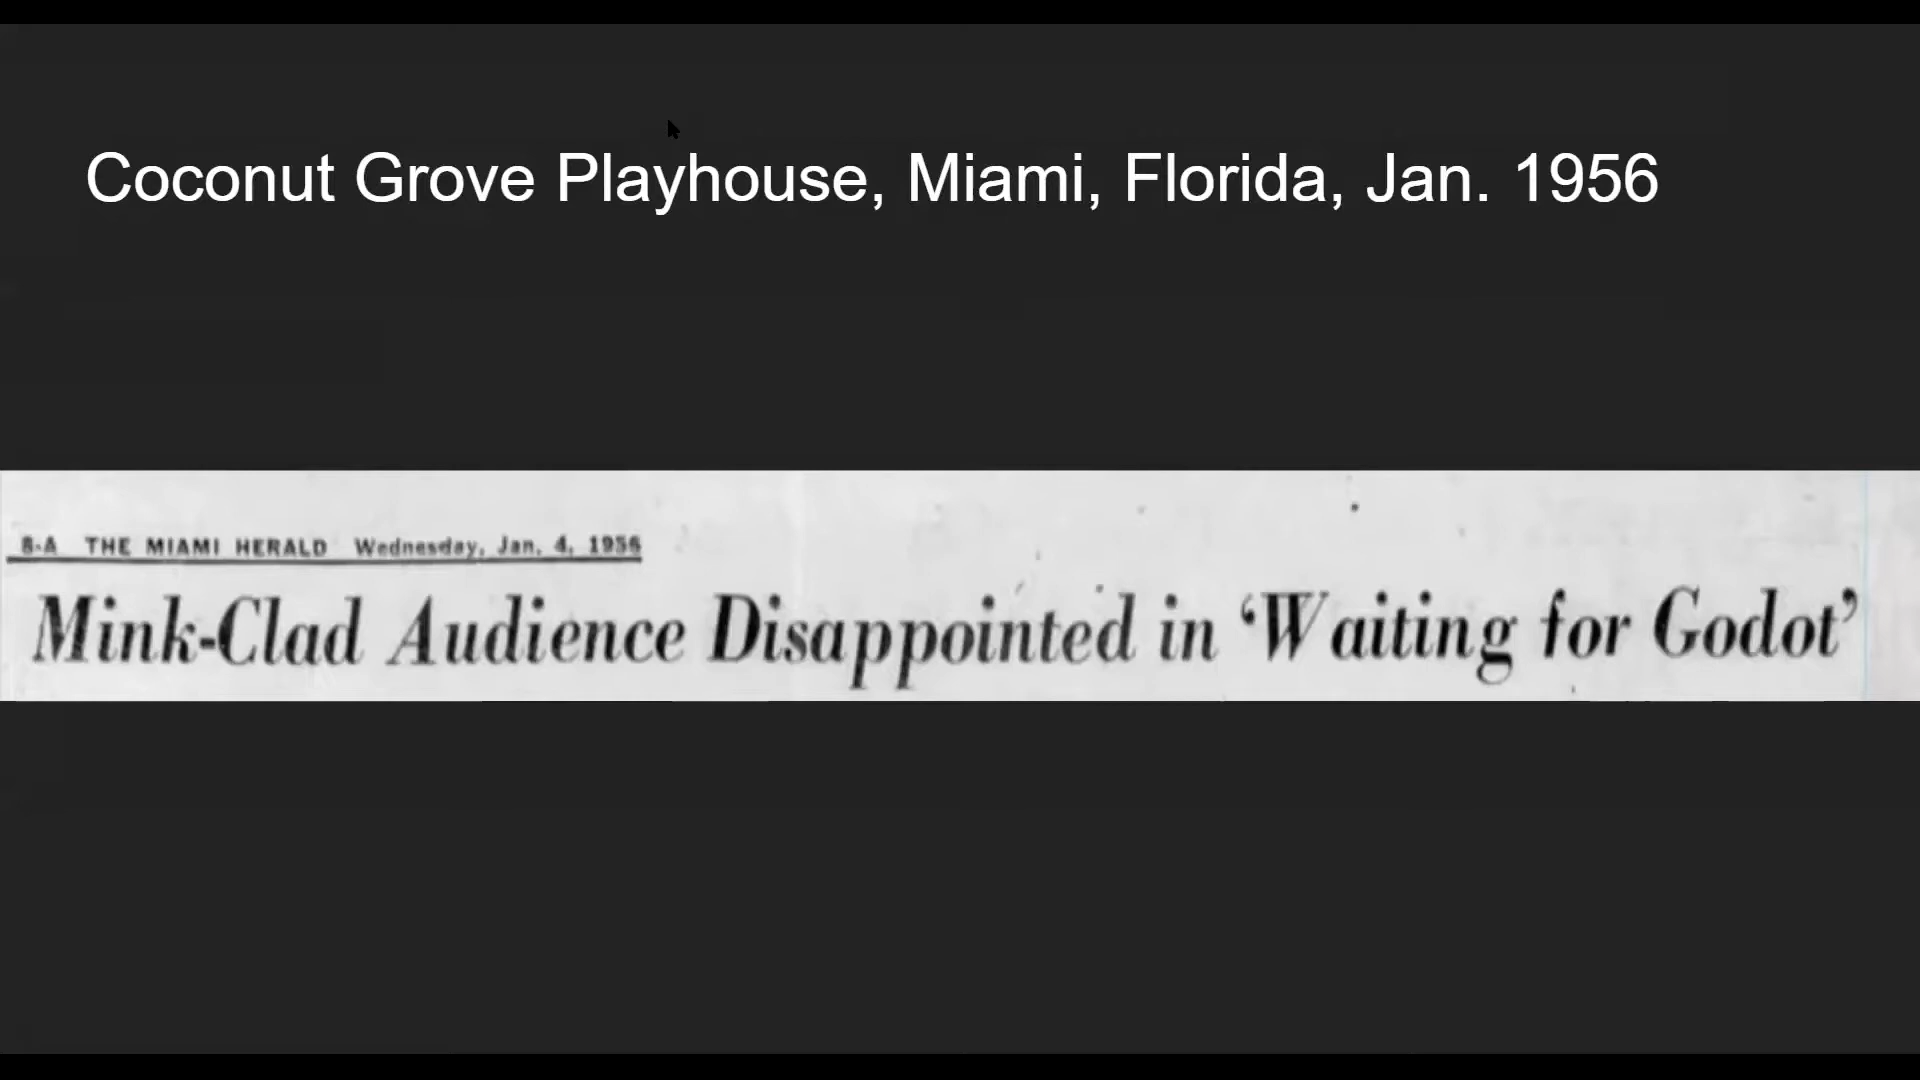 Coconut Grove Playhouse, Miami, Florida, Jan. 1956
8-A THE MIAMI HERALD Wednesday, Jan. 4, 1956
Mink-Clad Audience Disappointed in ‘Waiting for Godot’